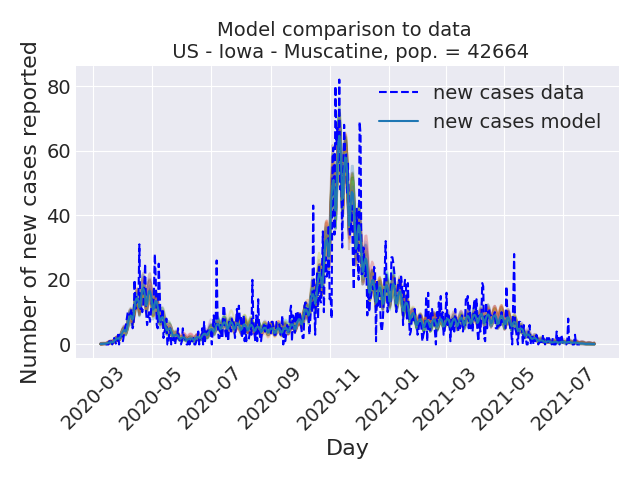 Model comparison to data
US - Iowa - Muscatine, pop. = 42664
Number of new cases reported
80
60
40
20
0
new cases data
new cases model
2020-03
2020-05
2020-07
2020-09
2020-11
2021-01
2021-03
2021-05
2021-07
Day